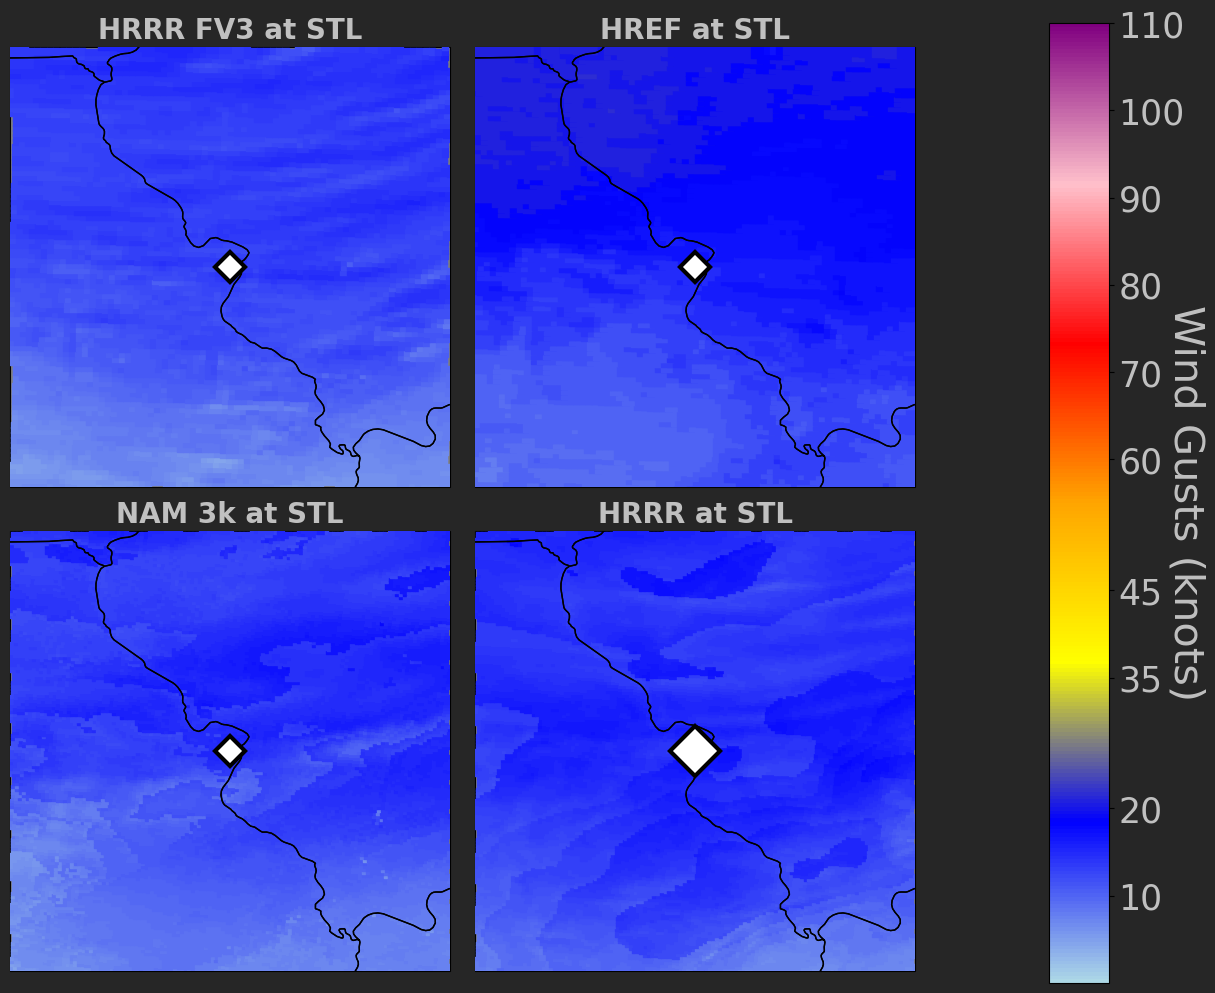 HRRR FV3 at STL
HREF at STL
NAM 3k at STL
HRRR at STL
110
100
90
80
70
60
45
35
20
10
Wind Gusts (knots)